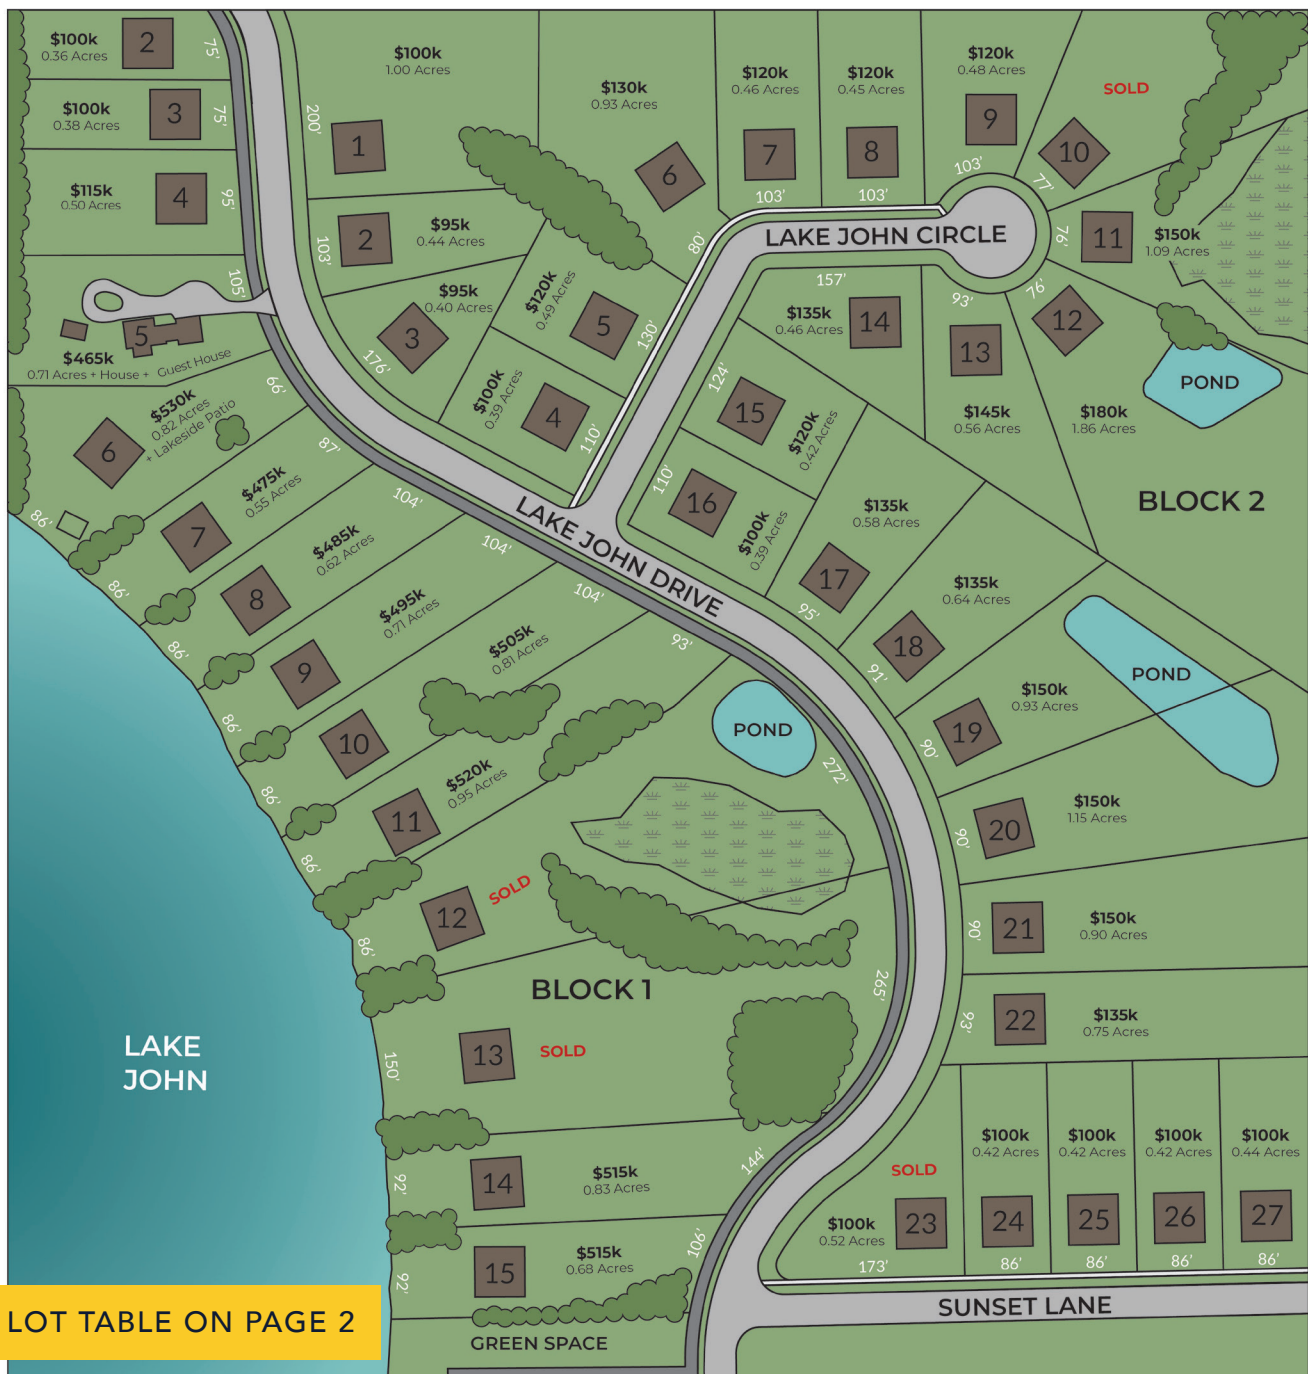 $100k
0.36 Acres
2
75'
$100k
0.38 Acres
3
75'
$115k
0.50 Acres
4
95'
105'
5
$465k
0.71 Acres + House + Guest House
66'
$530k
0.82 Acres
+ Lakeside Patio
6
86'
87'
$475k
0.55 Acres
7
86'
104'
$485k
0.62 Acres
8
86'
104'
$495k
0.71 Acres
9
86'
104'
$505k
0.81 Acres
10
86'
93'
$520k
0.95 Acres
11
86'
POND
272'
SOLD
12
86'
265'
BLOCK 1
13
SOLD
150'
144'
14
$515k
0.83 Acres
92'
106'
15
$515k
0.68 Acres
92'
GREEN SPACE
LAKE
JOHN
LOT TABLE ON PAGE 2
$100k
1.00 Acres
200'
1
$95k
0.44 Acres
2
103'
$95k
0.40 Acres
3
176'
$100k
0.39 Acres
4
110'
$120k
0.49 Acres
5
130'
$130k
0.93 Acres
6
80'
$120k
0.46 Acres
7
103'
$120k
0.45 Acres
8
103'
$120k
0.48 Acres
9
103'
SOLD
10
77'
11
$150k
1.09 Acres
76'
LAKE JOHN CIRCLE
157'
93'
76'
12
$180k
1.86 Acres
POND
13
$145k
0.56 Acres
$135k
0.46 Acres
14
124'
15
$120k
0.42 Acres
110'
16
$100k
0.39 Acres
BLOCK 2
LAKE JOHN DRIVE
$135k
0.58 Acres
17
95'
$135k
0.64 Acres
18
91'
POND
$150k
0.93 Acres
19
90'
$150k
1.15 Acres
20
90'
21
$150k
0.90 Acres
90'
22
$135k
0.75 Acres
93'
SOLD
$100k
0.52 Acres
23
173'
$100k
0.42 Acres
24
86'
$100k
0.42 Acres
25
86'
$100k
0.42 Acres
26
86'
$100k
0.44 Acres
27
86'
SUNSET LANE